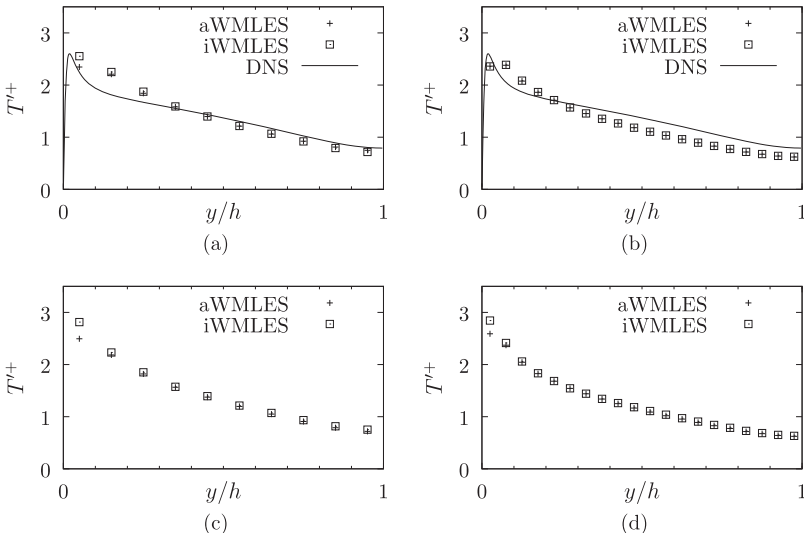 aWMLES
iWMLES
DNS
T′+
3
2
1
0
0
y/h
1
(a)
aWMLES
iWMLES
DNS
T′+
3
2
1
0
0
y/h
1
(b)
aWMLES
iWMLES
T′+
3
2
1
0
0
y/h
1
(c)
aWMLES
iWMLES
T′+
3
2
1
0
0
y/h
1
(d)